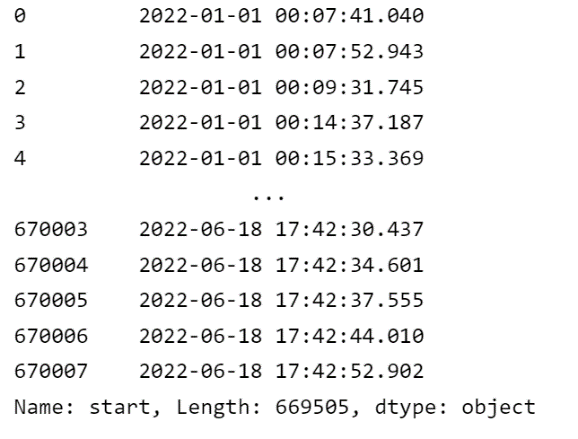 0         2022-01-01 00:07:41.040
1         2022-01-01 00:07:52.943
2         2022-01-01 00:09:31.745
3         2022-01-01 00:14:37.187
4         2022-01-01 00:15:33.369
                   ...
670003    2022-06-18 17:42:30.437
670004    2022-06-18 17:42:34.601
670005    2022-06-18 17:42:37.555
670006    2022-06-18 17:42:44.010
670007    2022-06-18 17:42:52.902
Name: start, Length: 669505, dtype: object